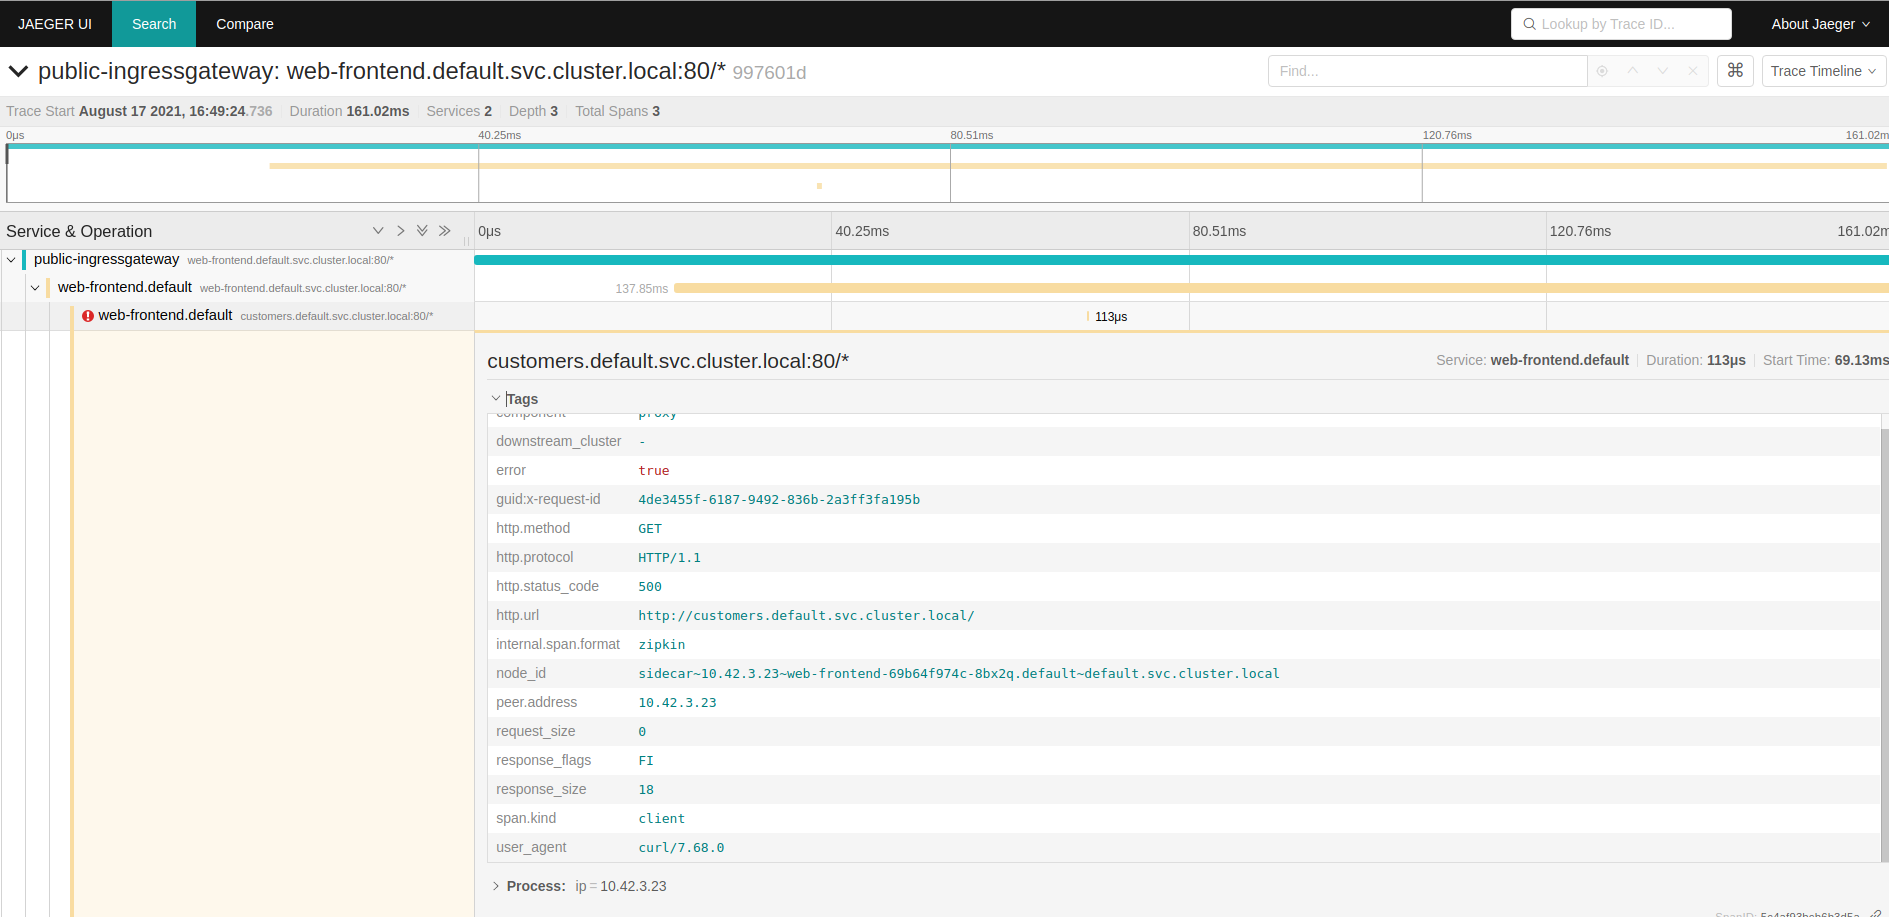 JAEGER UI Search Compare Lookup by Trace ID... About Jaeger
public-ingressgateway: web-frontend.default.svc.cluster.local:80/* 997601d Find... ⌘ Trace Timeline
Trace Start August 17 2021, 16:49:24.736 Duration 161.02ms Services 2 Depth 3 Total Spans 3
0μs 40.25ms 80.51ms 120.76ms 161.02m
Service & Operation 0μs 40.25ms 80.51ms 120.76ms 161.02m
public-ingressgateway web-frontend.default.svc.cluster.local:80/*
web-frontend.default web-frontend.default.svc.cluster.local:80/* 137.85ms
web-frontend.default customers.default.svc.cluster.local:80/* 113μs
customers.default.svc.cluster.local:80/* Service: web-frontend.default Duration: 113μs Start Time: 69.13ms
Tags
component proxy
downstream_cluster -
error true
guid:x-request-id 4de3455f-6187-9492-836b-2a3ff3fa195b
http.method GET
http.protocol HTTP/1.1
http.status_code 500
http.url http://customers.default.svc.cluster.local/
internal.span.format zipkin
node_id sidecar~10.42.3.23~web-frontend-69b64f974c-8bx2q.default~default.svc.cluster.local
peer.address 10.42.3.23
request_size 0
response_flags FI
response_size 18
span.kind client
user_agent curl/7.68.0
Process: ip = 10.42.3.23
SpanID: